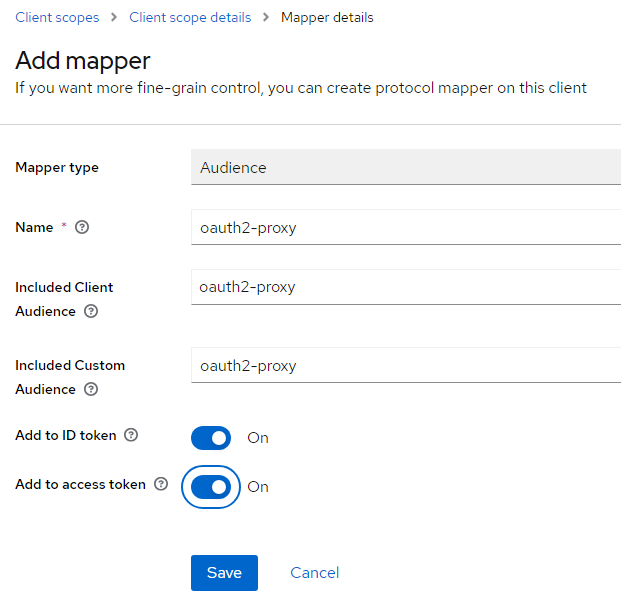 Client scopes > Client scope details > Mapper details
Add mapper
If you want more fine-grain control, you can create protocol mapper on this client
Mapper type Audience
Name * oauth2-proxy
Included Client Audience oauth2-proxy
Included Custom Audience oauth2-proxy
Add to ID token On
Add to access token On
Save Cancel